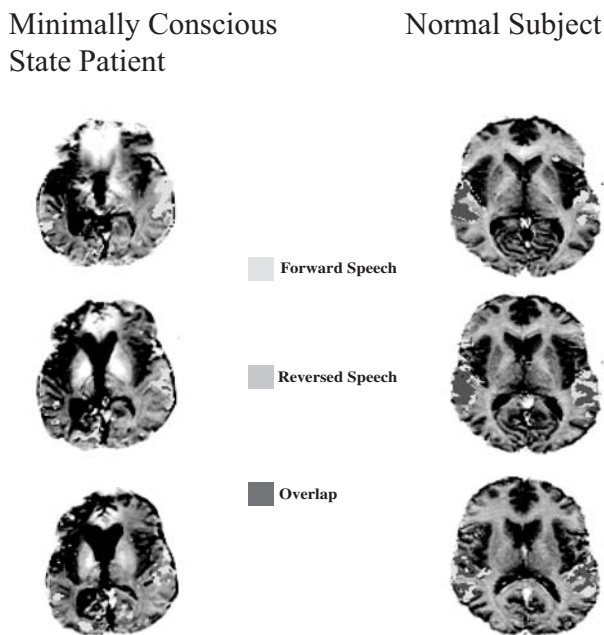 Minimally Conscious
State Patient
Normal Subject
Forward Speech
Reversed Speech
Overlap